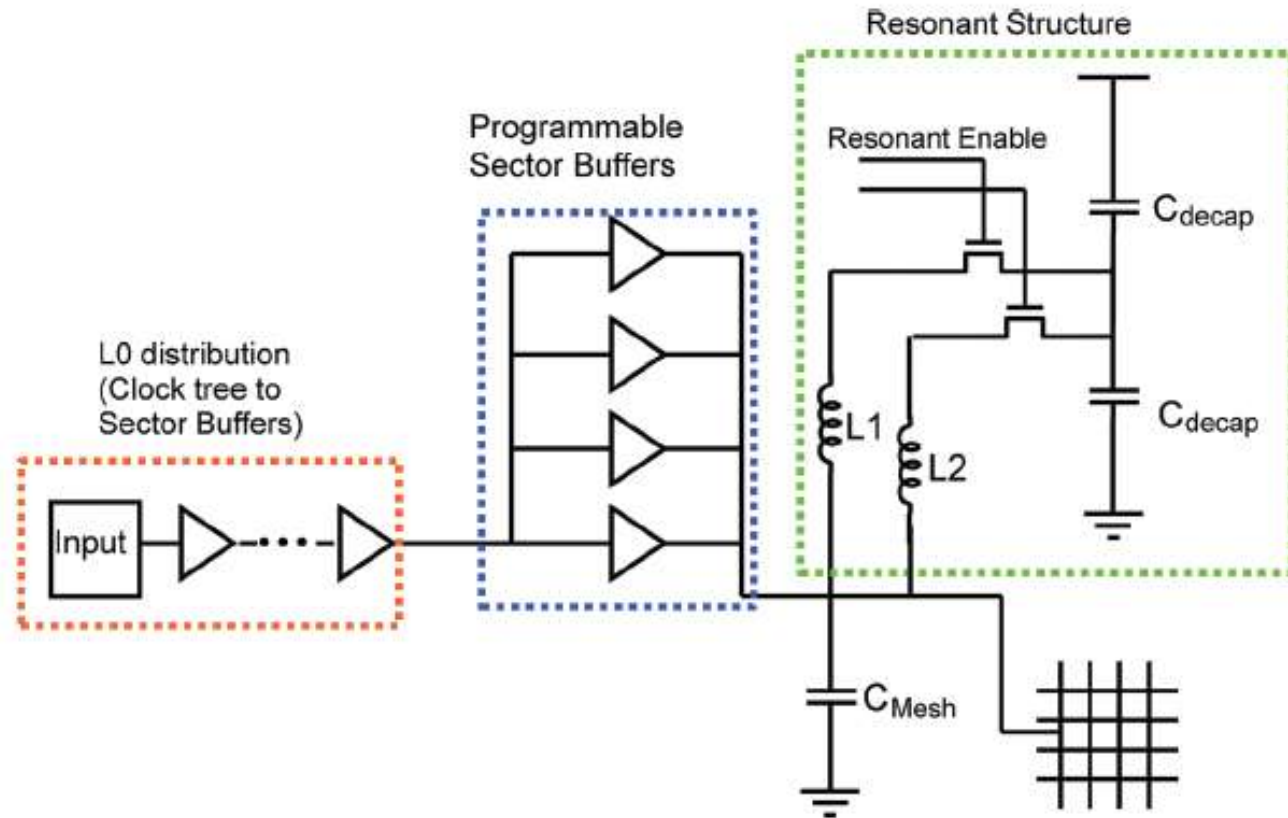 Resonant Structure
Programmable
Sector Buffers
Resonant Enable
Cdecap
L0 distribution
(Clock tree to
Sector Buffers)
L1
Cdecap
L2
Input
CMesh